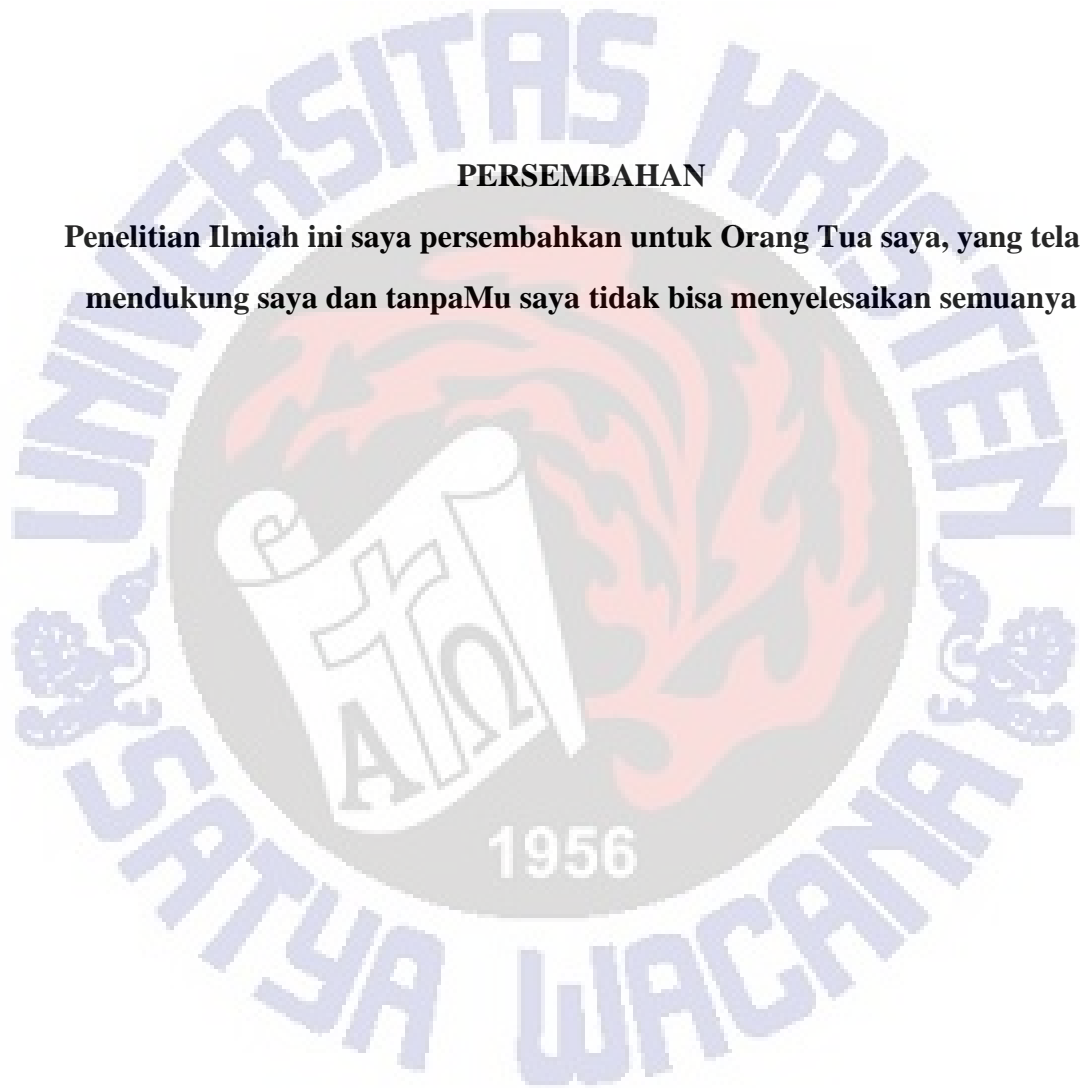 UNIVERSITAS KRISTEN
PERSEMBAHAN
Penelitian Ilmiah ini saya persembahkan untuk Orang Tua saya, yang tela
mendukung saya dan tanpaMu saya tidak bisa menyelesaikan semuanya
Α Ω
1956
SATYA WACANA